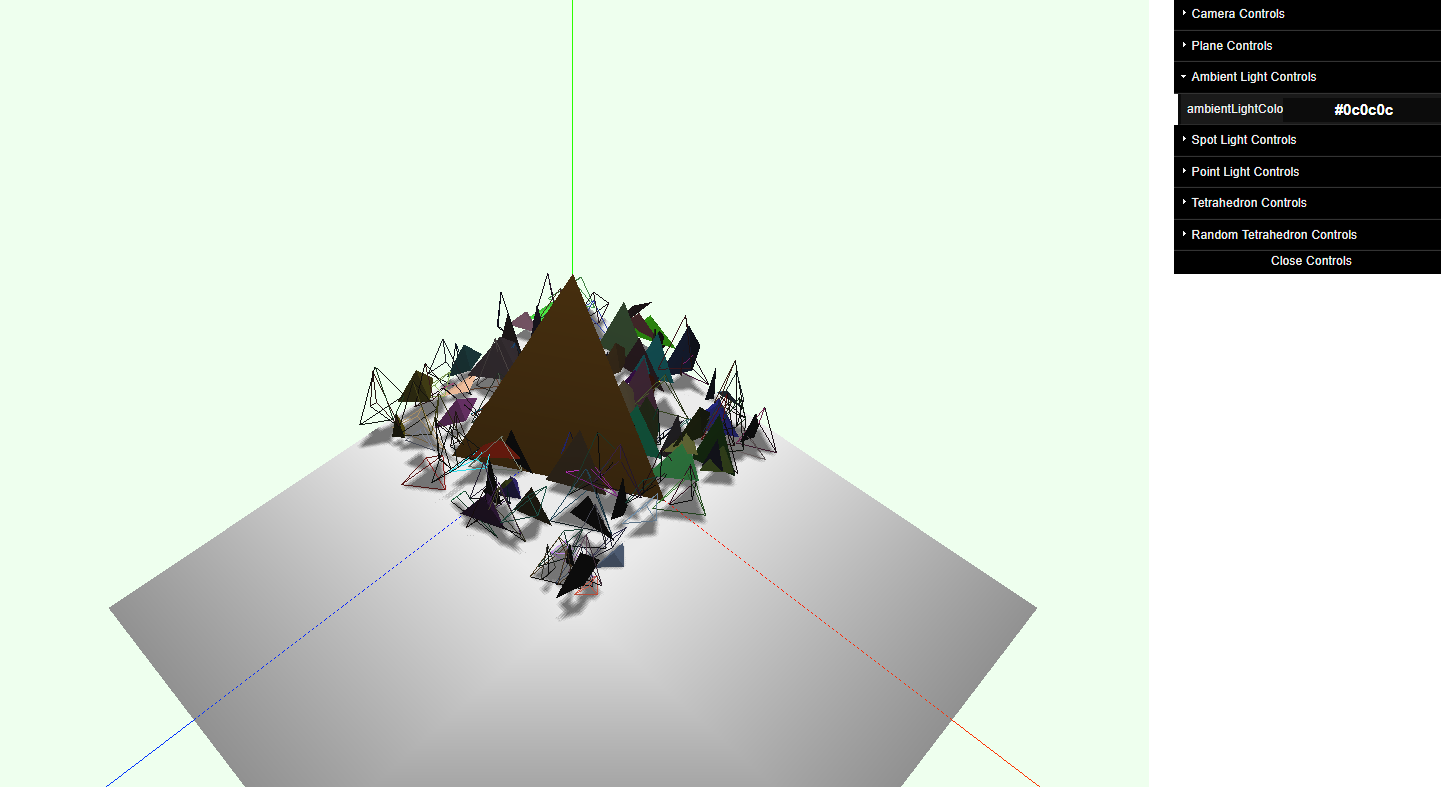 Camera Controls
Plane Controls
Ambient Light Controls
ambientLightColo #0c0c0c
Spot Light Controls
Point Light Controls
Tetrahedron Controls
Random Tetrahedron Controls
Close Controls